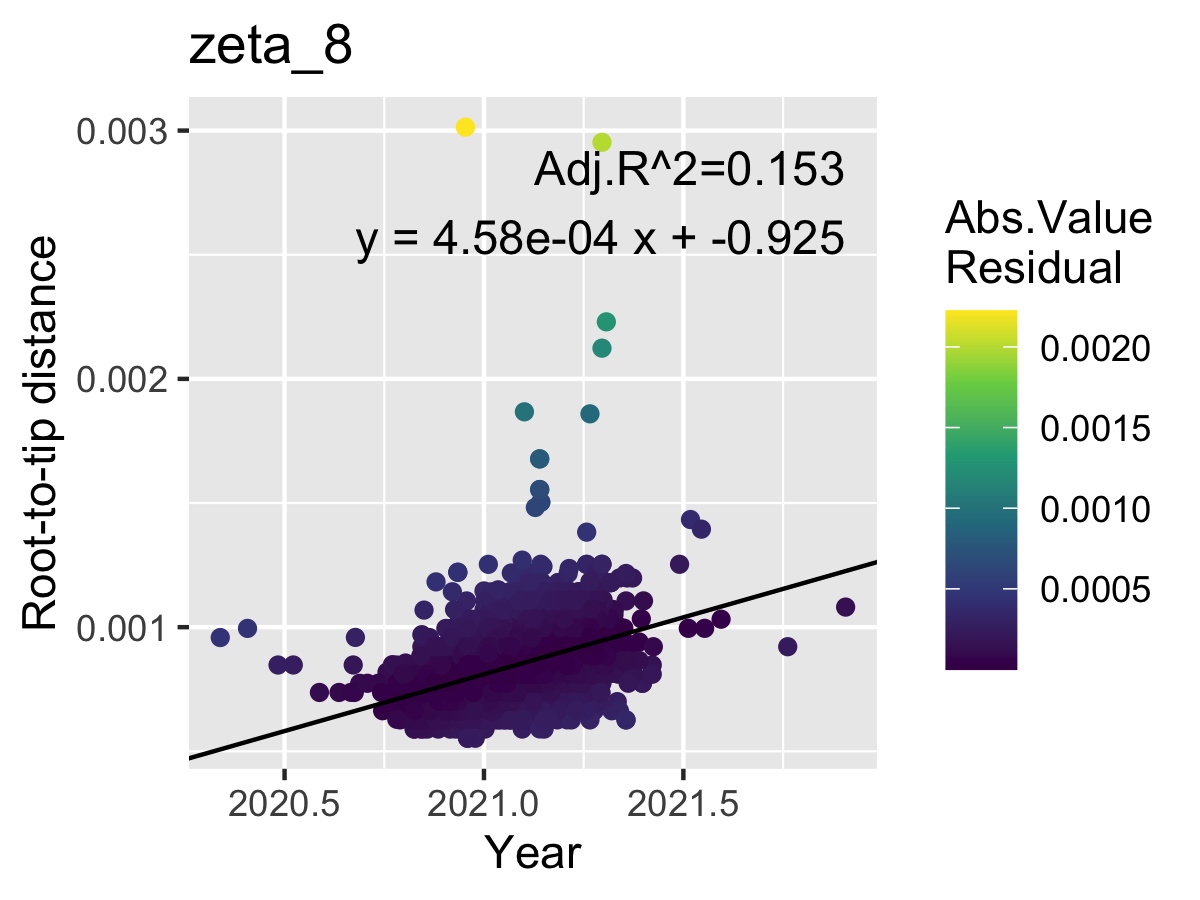 zeta_8
0.003
0.002
0.001
Root-to-tip distance
Adj.R^2=0.153
y = 4.58e-04 x + -0.925
2020.5
2021.0
2021.5
Year
Abs.Value
Residual
0.0020
0.0015
0.0010
0.0005